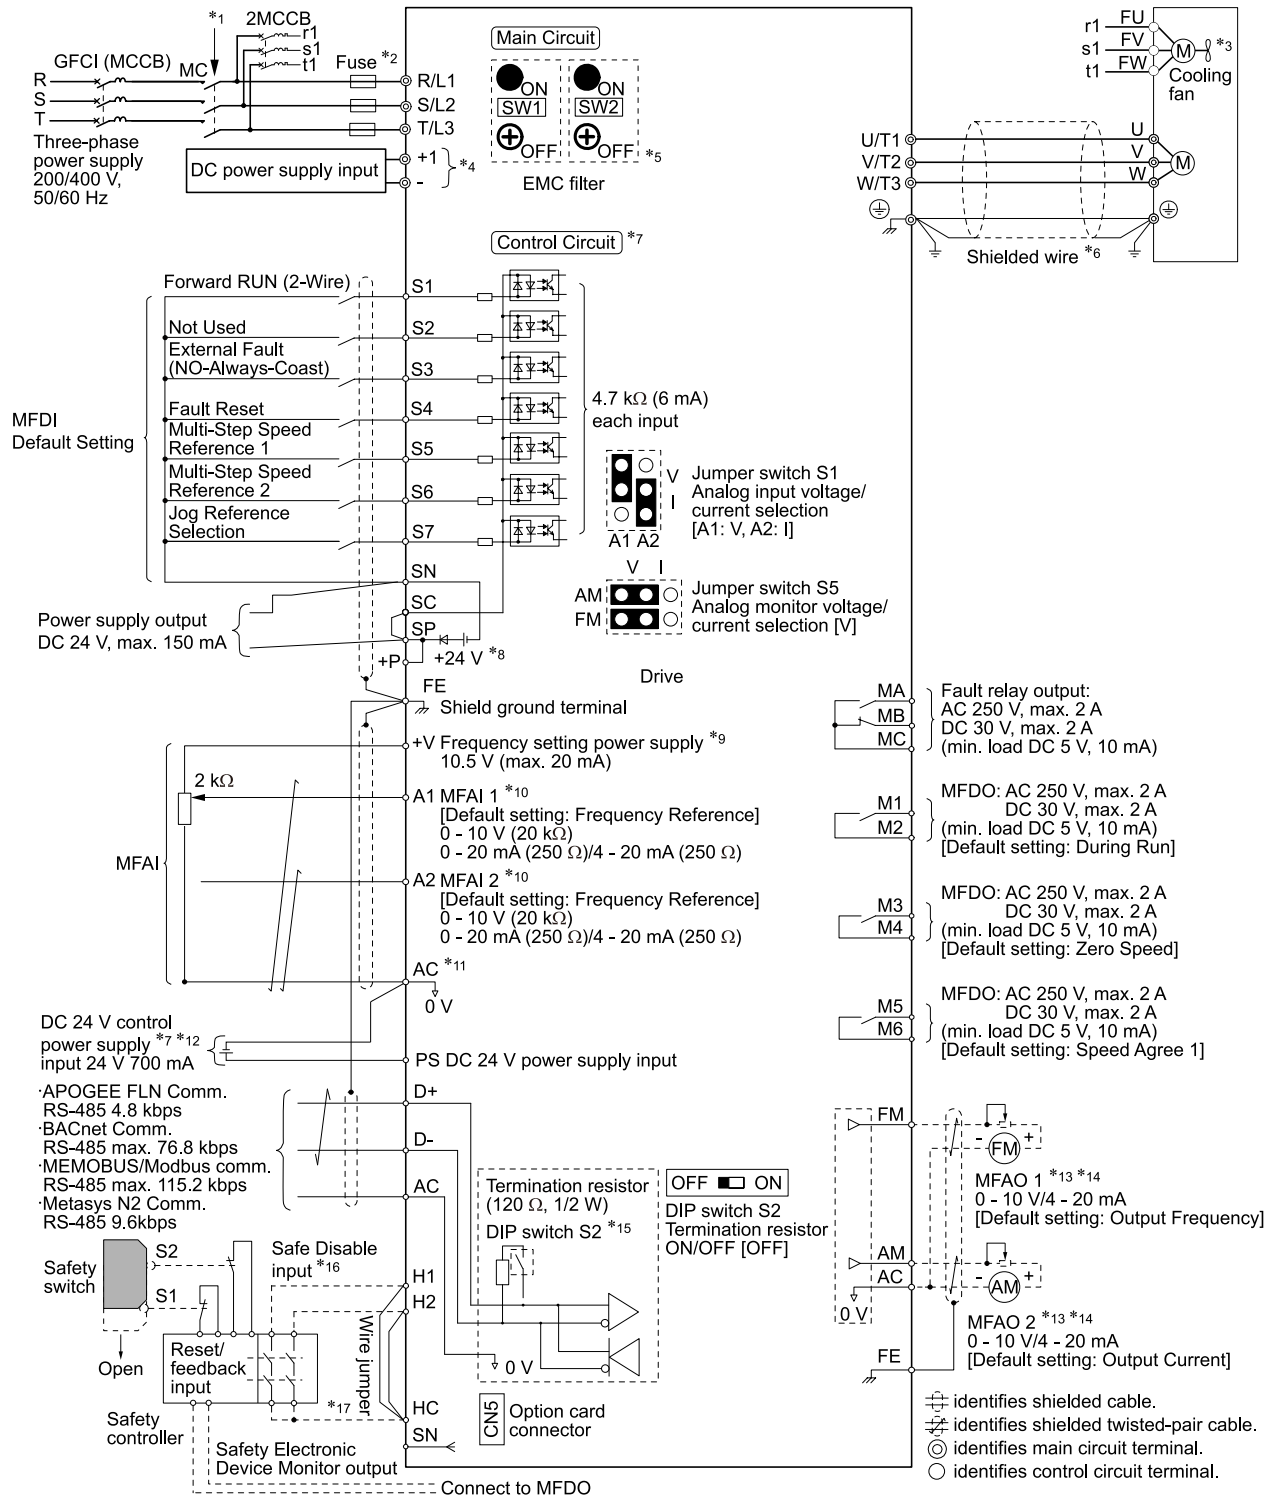 *1
2MCCB
r1
s1
t1
GFCI (MCCB)
MC
Fuse *2
R
S
T
R/L1
S/L2
T/L3
Three-phase
power supply
200/400 V,
50/60 Hz
DC power supply input
+1
-
*4
Main Circuit
ON
SW1
OFF
ON
SW2
OFF
*5
EMC filter
r1
s1
t1
FU
FV
FW
M
*3
Cooling
fan
U/T1
V/T2
W/T3
U
V
W
M
Shielded wire *6
Control Circuit *7
MFDI
Default Setting
Forward RUN (2-Wire)
S1
Not Used
S2
External Fault
(NO-Always-Coast)
S3
Fault Reset
S4
Multi-Step Speed
Reference 1
S5
Multi-Step Speed
Reference 2
S6
Jog Reference
Selection
S7
4.7 kΩ (6 mA)
each input
V
I
A1 A2
Jumper switch S1
Analog input voltage/
current selection
[A1: V, A2: I]
V I
AM
FM
Jumper switch S5
Analog monitor voltage/
current selection [V]
SN
SC
SP
+P
+24 V *8
Power supply output
DC 24 V, max. 150 mA
Drive
FE
Shield ground terminal
MFAI
2 kΩ
+V Frequency setting power supply *9
10.5 V (max. 20 mA)
A1 MFAI 1 *10
[Default setting: Frequency Reference]
0 - 10 V (20 kΩ)
0 - 20 mA (250 Ω)/4 - 20 mA (250 Ω)
A2 MFAI 2 *10
[Default setting: Frequency Reference]
0 - 10 V (20 kΩ)
0 - 20 mA (250 Ω)/4 - 20 mA (250 Ω)
AC *11
0 V
DC 24 V control
power supply *7 *12
input 24 V 700 mA
PS DC 24 V power supply input
MA
MB
MC
Fault relay output:
AC 250 V, max. 2 A
DC 30 V, max. 2 A
(min. load DC 5 V, 10 mA)
M1
M2
MFDO: AC 250 V, max. 2 A
DC 30 V, max. 2 A
(min. load DC 5 V, 10 mA)
[Default setting: During Run]
M3
M4
MFDO: AC 250 V, max. 2 A
DC 30 V, max. 2 A
(min. load DC 5 V, 10 mA)
[Default setting: Zero Speed]
M5
M6
MFDO: AC 250 V, max. 2 A
DC 30 V, max. 2 A
(min. load DC 5 V, 10 mA)
[Default setting: Speed Agree 1]
·APOGEE FLN Comm.
RS-485 4.8 kbps
·BACnet Comm.
RS-485 max. 76.8 kbps
·MEMOBUS/Modbus comm.
RS-485 max. 115.2 kbps
·Metasys N2 Comm.
RS-485 9.6kbps
D+
D-
AC
Termination resistor
(120 Ω, 1/2 W)
DIP switch S2 *15
0 V
OFF ON
DIP switch S2
Termination resistor
ON/OFF [OFF]
FM
- +
FM
MFAO 1 *13 *14
0 - 10 V/4 - 20 mA
[Default setting: Output Frequency]
AM
AC
0 V
- +
AM
MFAO 2 *13 *14
0 - 10 V/4 - 20 mA
[Default setting: Output Current]
FE
Safety
switch
S2
S1
Open
Safe Disable
input *16
H1
H2
Wire jumper
Reset/
feedback
input
*17
HC
SN
Safety
controller
Safety Electronic
Device Monitor output
Connect to MFDO
CN5
Option card
connector
identifies shielded cable.
identifies shielded twisted-pair cable.
identifies main circuit terminal.
identifies control circuit terminal.